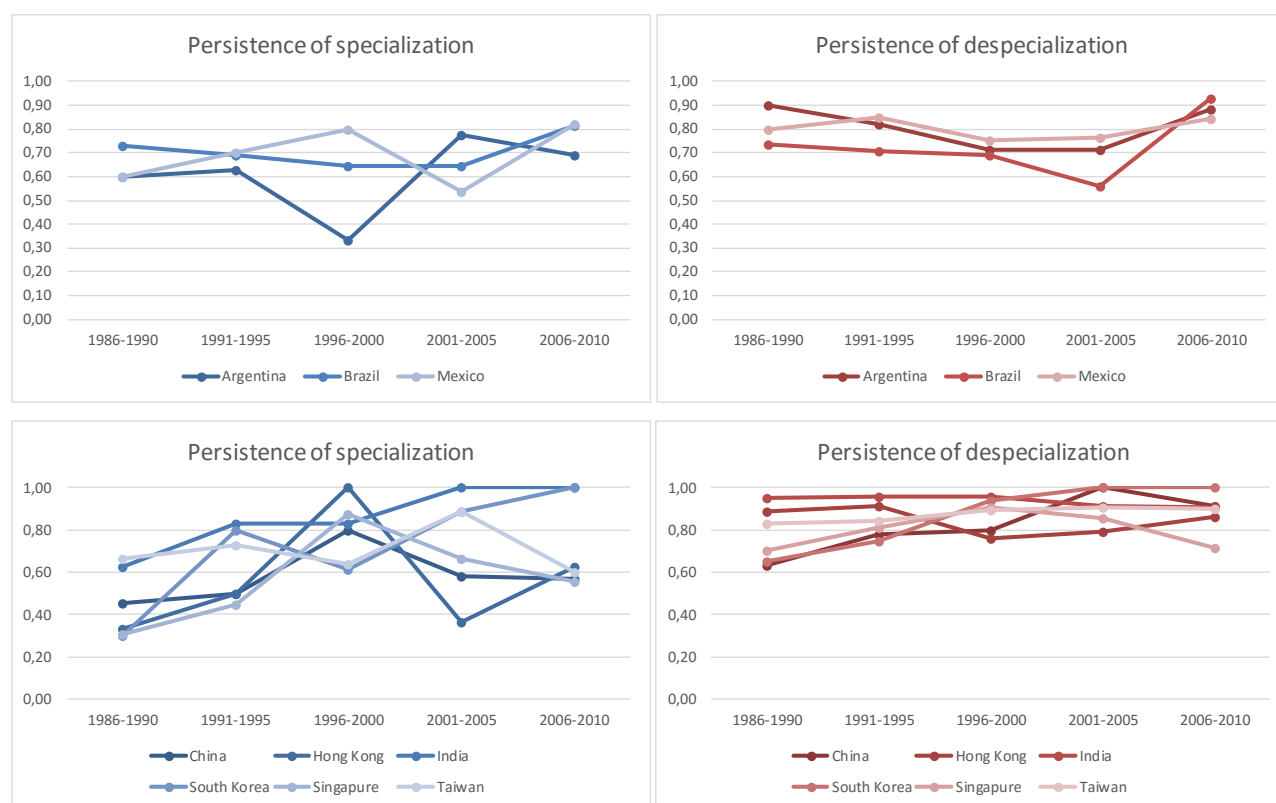 Persistence of specialization
1,00
0,90
0,80
0,70
0,60
0,50
0,40
0,30
0,20
0,10
0,00
1986-1990 1991-1995 1996-2000 2001-2005 2006-2010
Argentina Brazil Mexico
Persistence of despecialization
1,00
0,90
0,80
0,70
0,60
0,50
0,40
0,30
0,20
0,10
0,00
1986-1990 1991-1995 1996-2000 2001-2005 2006-2010
Argentina Brazil Mexico
Persistence of specialization
1,00
0,80
0,60
0,40
0,20
0,00
1986-1990 1991-1995 1996-2000 2001-2005 2006-2010
China Hong Kong India
South Korea Singapure Taiwan
Persistence of despecialization
1,00
0,80
0,60
0,40
0,20
0,00
1986-1990 1991-1995 1996-2000 2001-2005 2006-2010
China Hong Kong India
South Korea Singapure Taiwan